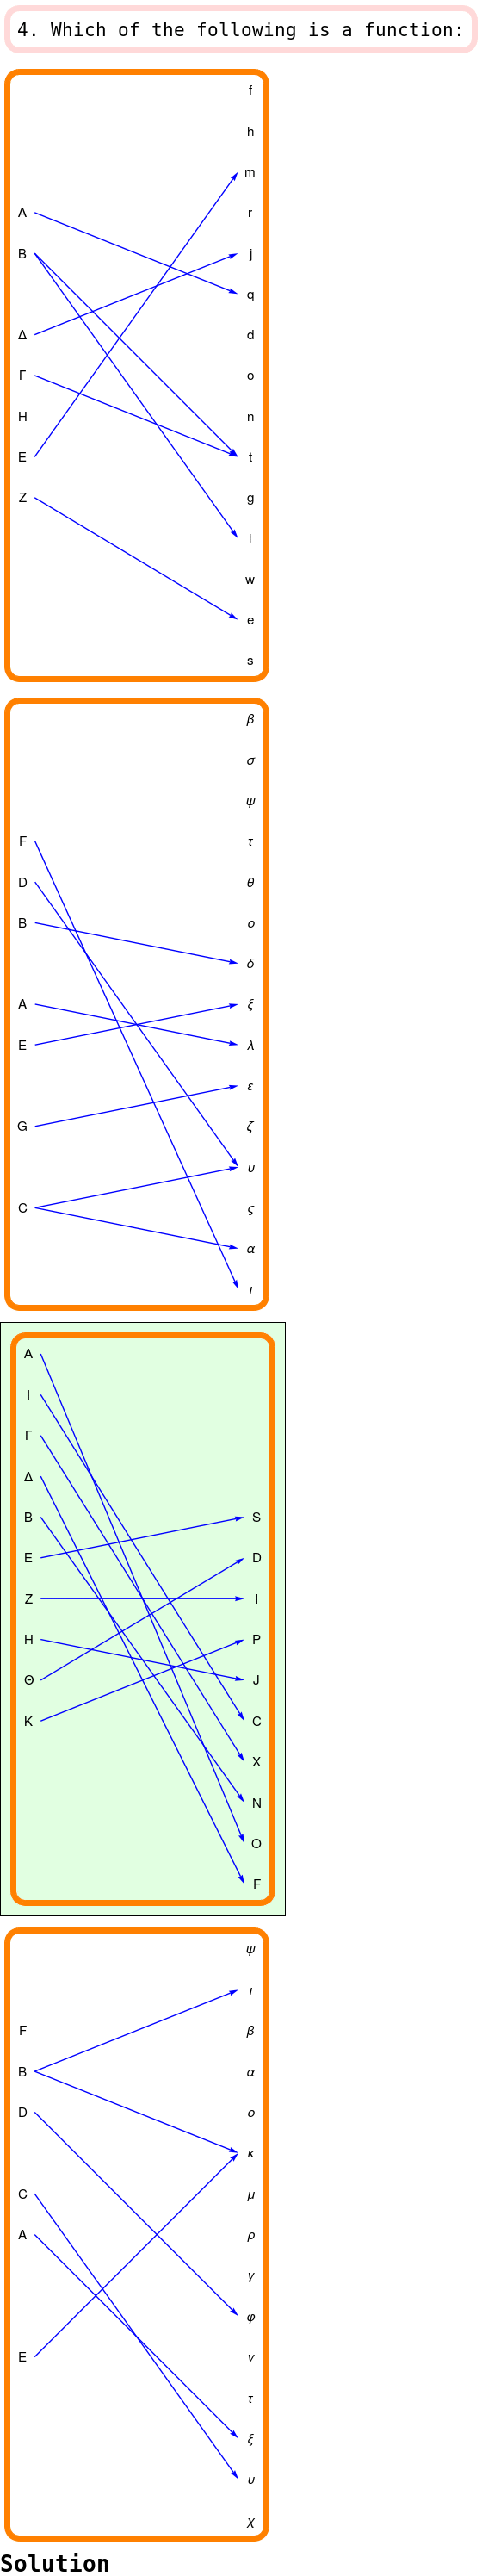 4. Which of the following is a function:
f
h
m
A r
B j
q
Δ d
Γ o
H n
E t
Z g
l
w
e
s
β
σ
ψ
F τ
D θ
B ο
δ
A ξ
E λ
ε
G ζ
υ
C ς
α
ι
A
I
Γ
Δ
B S
E D
Z I
H P
Θ J
K C
X
N
O
F
ψ
ι
F β
B α
D ο
κ
C μ
A ρ
γ
φ
E ν
τ
ξ
υ
χ
Solution